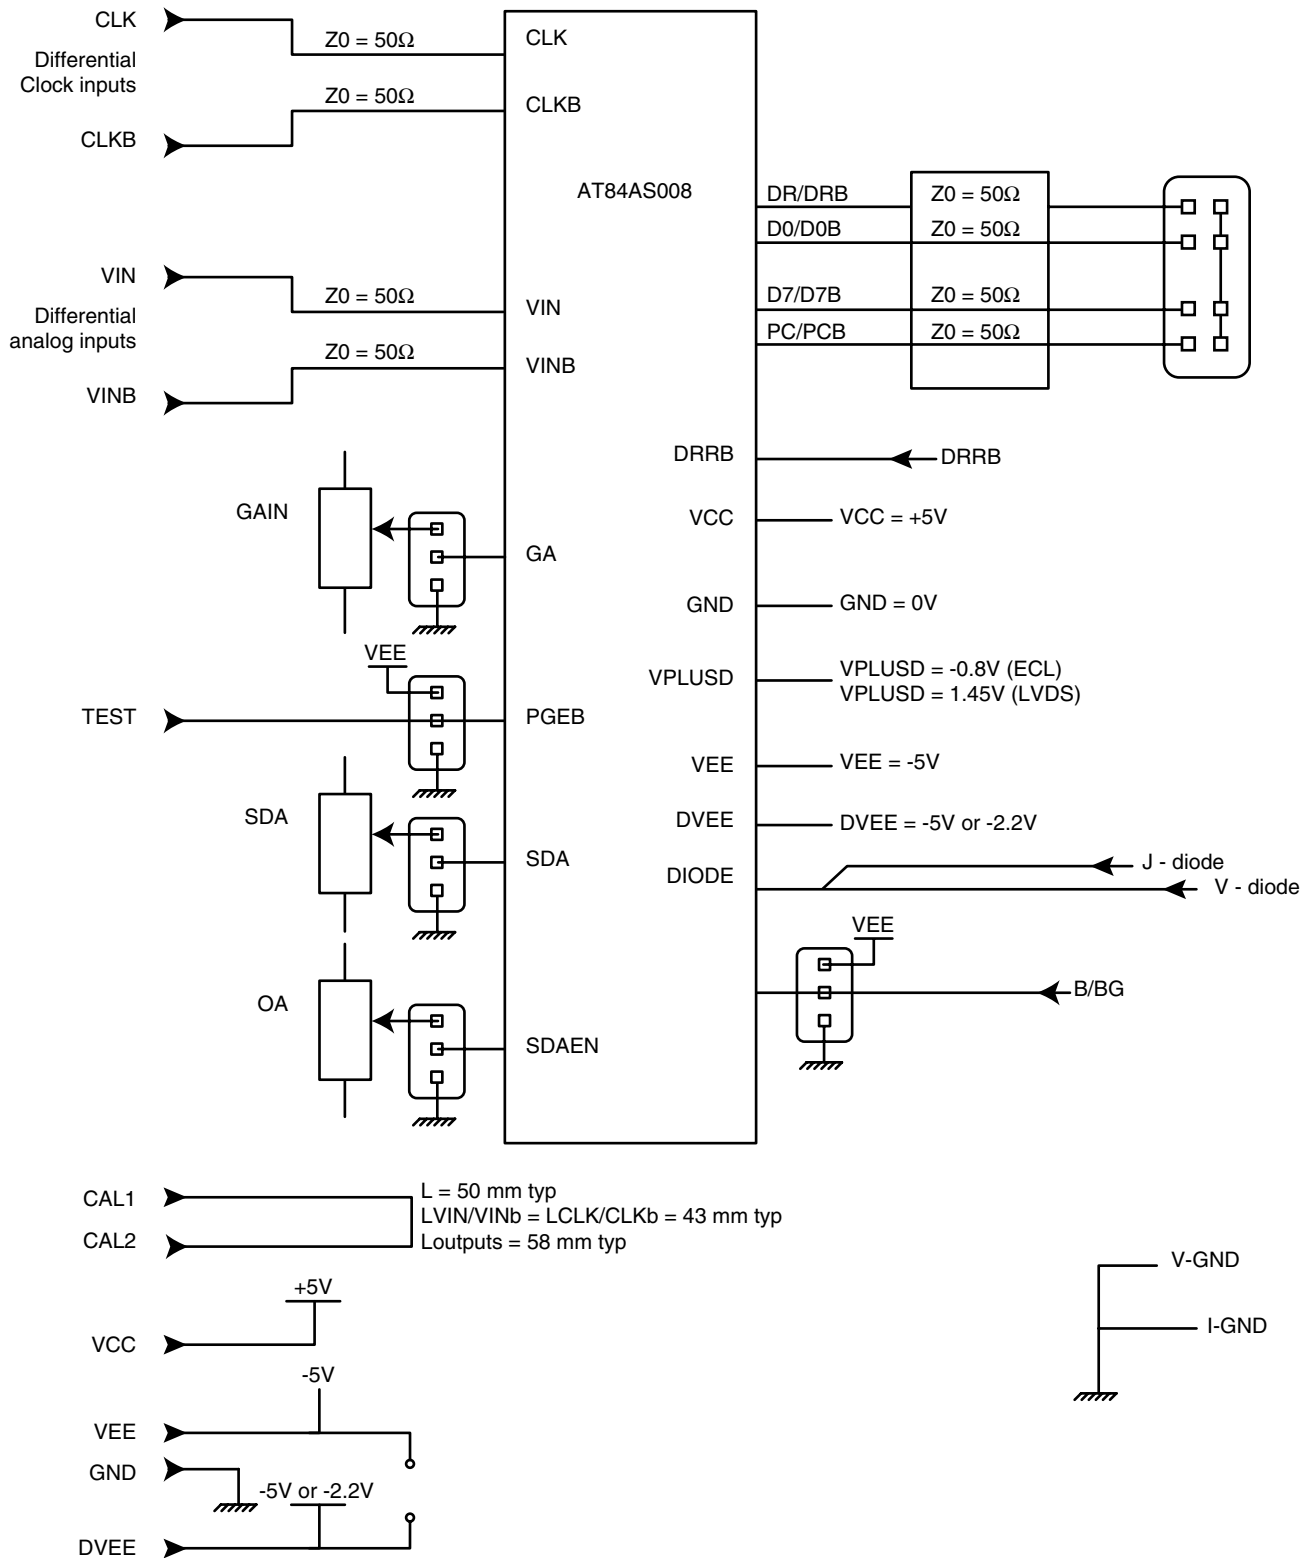 CLK
Differential
Clock inputs
CLKB
Z0 = 50Ω
Z0 = 50Ω
CLK
CLKB
AT84AS008
VIN
Differential
analog inputs
VINB
Z0 = 50Ω
Z0 = 50Ω
VIN
VINB
DR/DRB
Z0 = 50Ω
D0/D0B
Z0 = 50Ω
D7/D7B
Z0 = 50Ω
PC/PCB
Z0 = 50Ω
GAIN
GA
VEE
TEST
PGEB
SDA
SDA
OA
SDAEN
DRRB
DRRB
VCC
VCC = +5V
GND
GND = 0V
VPLUSD
VPLUSD = -0.8V (ECL)
VPLUSD = 1.45V (LVDS)
VEE
VEE = -5V
DVEE
DVEE = -5V or -2.2V
DIODE
J - diode
V - diode
VEE
B/BG
CAL1
CAL2
L = 50 mm typ
LVIN/VINb = LCLK/CLKb = 43 mm typ
Loutputs = 58 mm typ
+5V
VCC
-5V
VEE
GND
-5V or -2.2V
DVEE
V-GND
I-GND